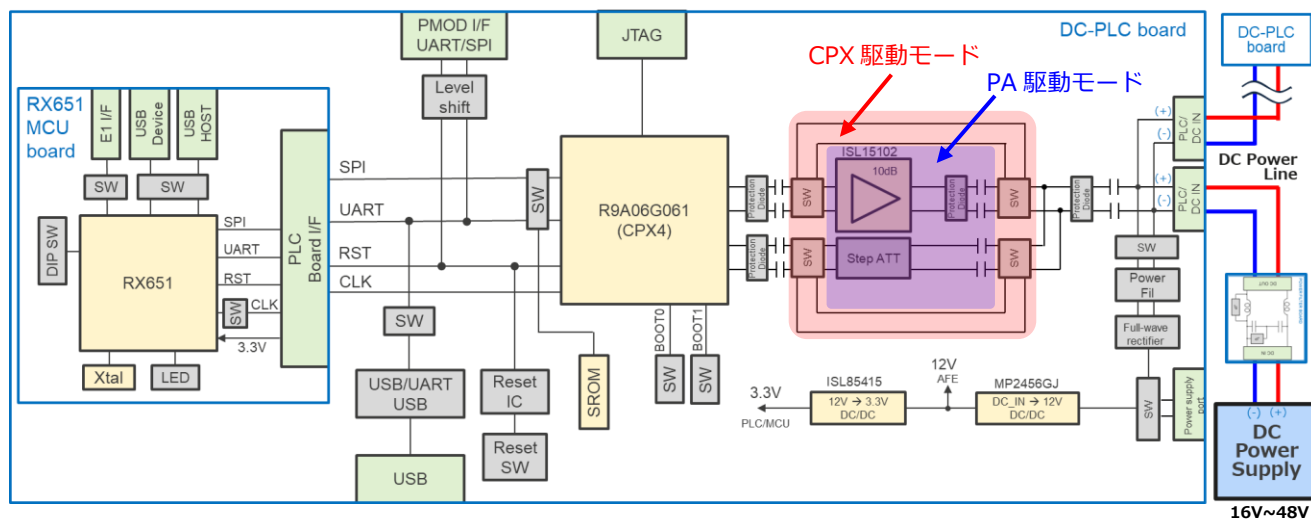 PMOD I/F
UART/SPI
JTAG
DC-PLC board
DC-PLC
board
CPX 駆動モード
PA 駆動モード
RX651
MCU
board
E1 I/F
USB
Device
USB
HOST
Level
shift
SW
SW
PLC
Board I/F
SPI
UART
RST
CLK
SW
R9A06G061
(CPX4)
Protection
Diode
Protection
Diode
SW
SW
ISL15102
10dB
Protection
Diode
Step ATT
SW
SW
Protection
Diode
(+)
(-)
PLC/
DC IN
(+)
(-)
PLC/
DC IN
DC Power
Line
DIP SW
RX651
SPI
UART
RST
SW
CLK
3.3V
Xtal
LED
SW
USB/UART
USB
USB
Reset
IC
Reset
SW
SROM
BOOT0
BOOT1
SW
SW
SW
Power
Fil
Full-wave
rectifier
SW
Power supply
port
3.3V
PLC/MCU
ISL85415
12V → 3.3V
DC/DC
12V
AFE
MP2456GJ
DC_IN → 12V
DC/DC
DC OUT
DC IN
(-) (+)
DC
Power
Supply
16V~48V